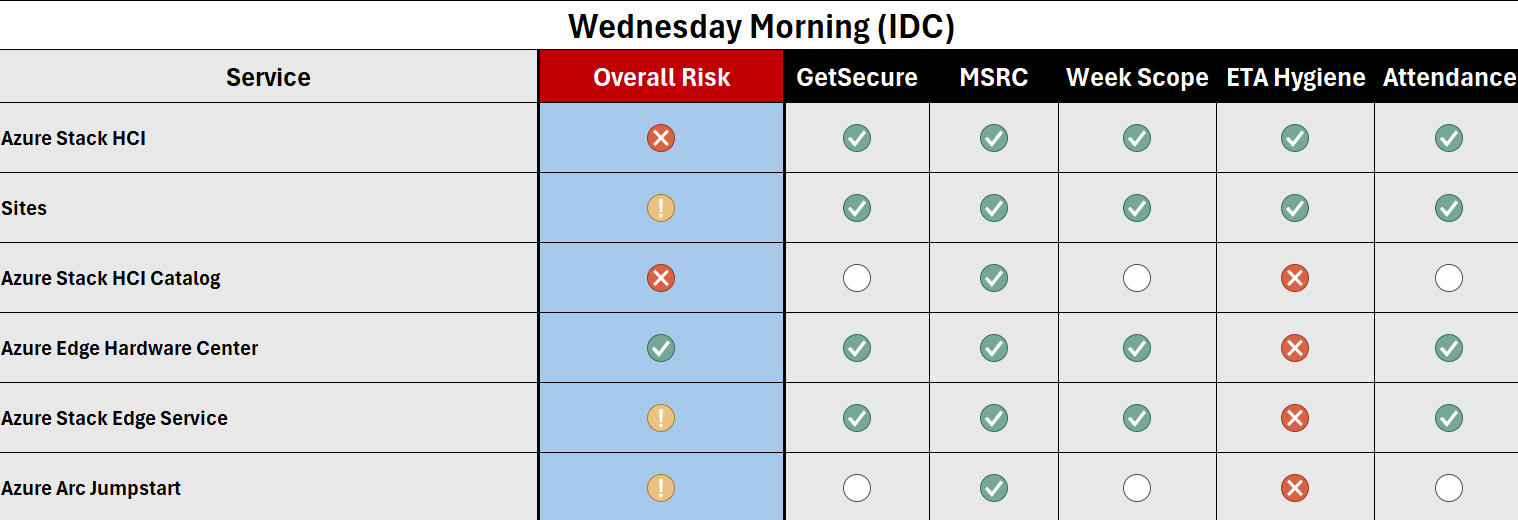 Wednesday Morning (IDC)
Service Overall Risk GetSecure MSRC Week Scope ETA Hygiene Attendance
Azure Stack HCI
Sites
Azure Stack HCI Catalog
Azure Edge Hardware Center
Azure Stack Edge Service
Azure Arc Jumpstart